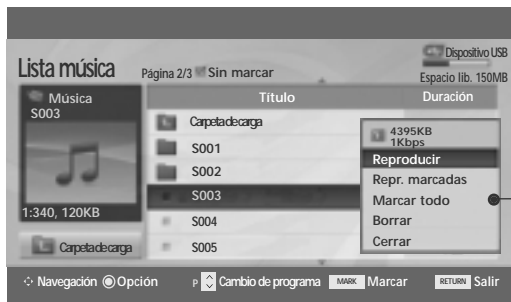 Lista música
Página 2/3 Sin marcar
Dispositivo USB
Espacio lib. 150MB
Música
S003
1:340, 120KB
Carpeta de carga
Título
Duración
Carpeta de carga
S001
S002
S003
S004
S005
4395KB
1Kbps
Reproducir
Repr. marcadas
Marcar todo
Borrar
Cerrar
Navegación Opción P Cambio de programa MARK Marcar RETURN Salir